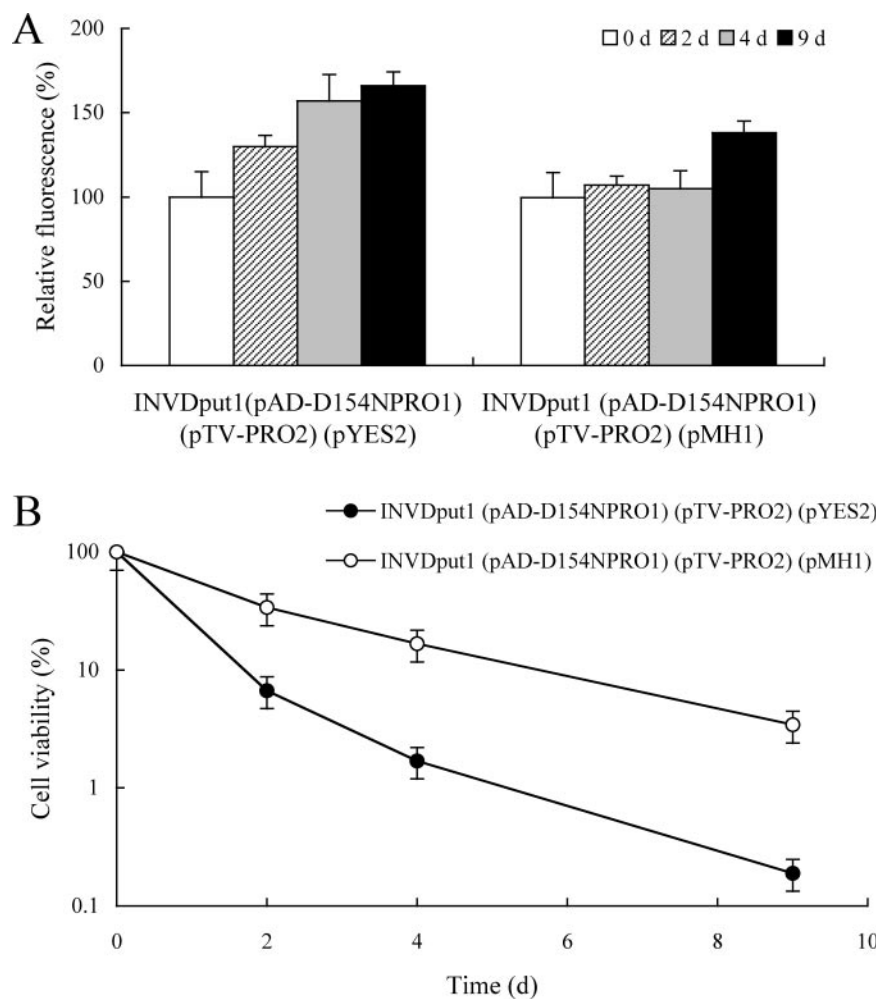 A
200
150
100
50
0
Relative fluorescence (%)
0 d 2 d 4 d 9 d
INVDput1(pAD-D154NPRO1)
(pTV-PRO2) (pYES2)
INVDput1 (pAD-D154NPRO1)
(pTV-PRO2) (pMH1)
B
INVDput1 (pAD-D154NPRO1) (pTV-PRO2) (pYES2)
INVDput1 (pAD-D154NPRO1) (pTV-PRO2) (pMH1)
100
10
1
0.1
Cell viability (%)
0 2 4 6 8 10
Time (d)